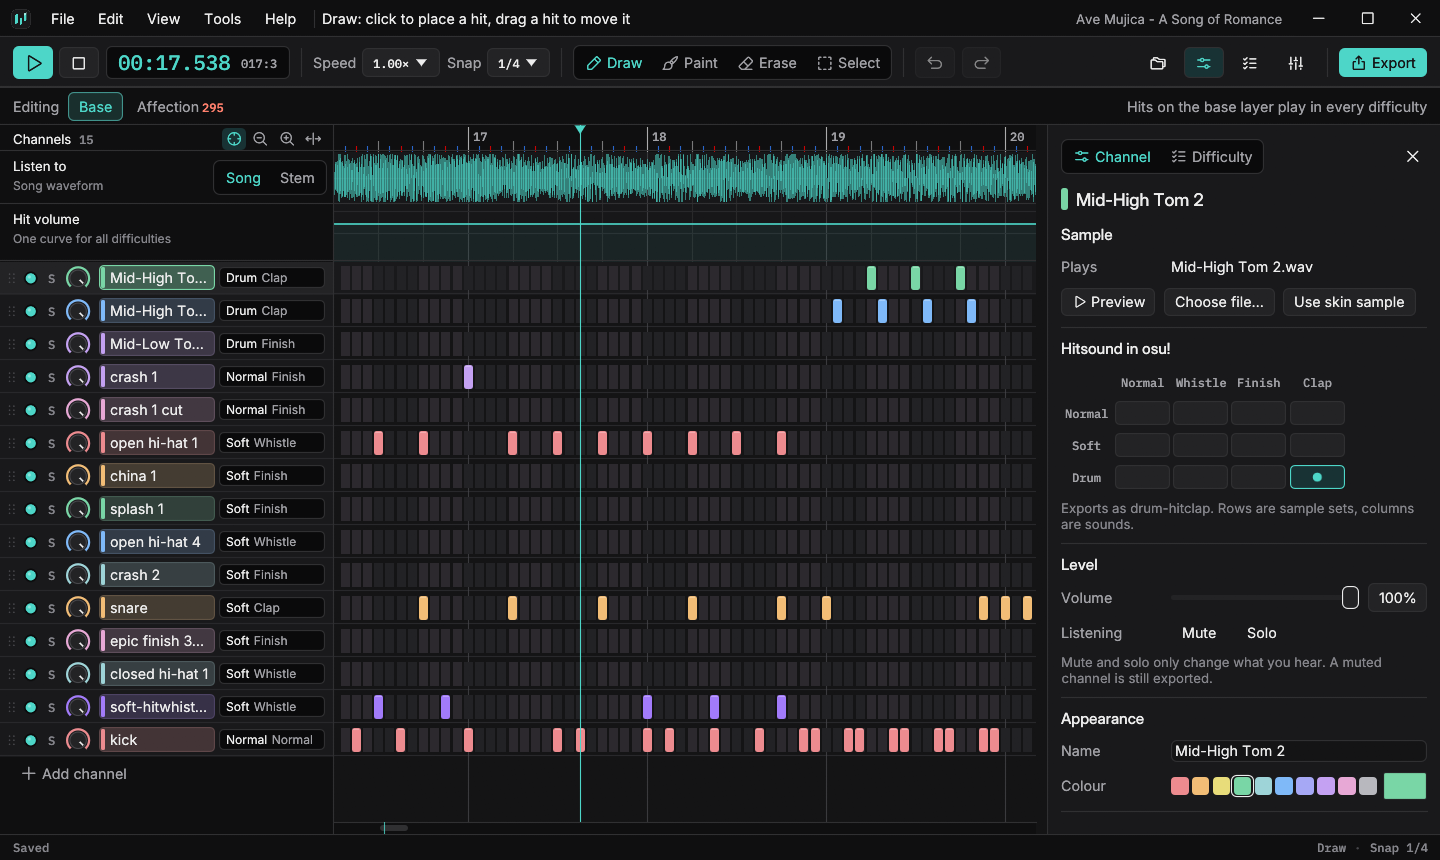 File Edit View Tools Help Draw: click to place a hit, drag a hit to move it Ave Mujica - A Song of Romance
00:17.538 017:3 Speed 1.00× Snap 1/4 Draw Paint Erase Select Export
Editing Base Affection 295 Hits on the base layer play in every difficulty
Channels 15
17 18 19 20
Listen to
Song waveform
Song Stem
Hit volume
One curve for all difficulties
S Mid-High To... Drum Clap
S Mid-High To... Drum Clap
S Mid-Low To... Drum Finish
S crash 1 Normal Finish
S crash 1 cut Normal Finish
S open hi-hat 1 Soft Whistle
S china 1 Soft Finish
S splash 1 Soft Finish
S open hi-hat 4 Soft Whistle
S crash 2 Soft Finish
S snare Soft Clap
S epic finish 3... Soft Finish
S closed hi-hat 1 Soft Whistle
S soft-hitwhist... Soft Whistle
S kick Normal Normal
Add channel
Channel Difficulty
Mid-High Tom 2
Sample
Plays Mid-High Tom 2.wav
Preview Choose file... Use skin sample
Hitsound in osu!
Normal Whistle Finish Clap
Normal
Soft
Drum
Exports as drum-hitclap. Rows are sample sets, columns
are sounds.
Level
Volume 100%
Listening Mute Solo
Mute and solo only change what you hear. A muted
channel is still exported.
Appearance
Name Mid-High Tom 2
Colour
Saved Draw · Snap 1/4